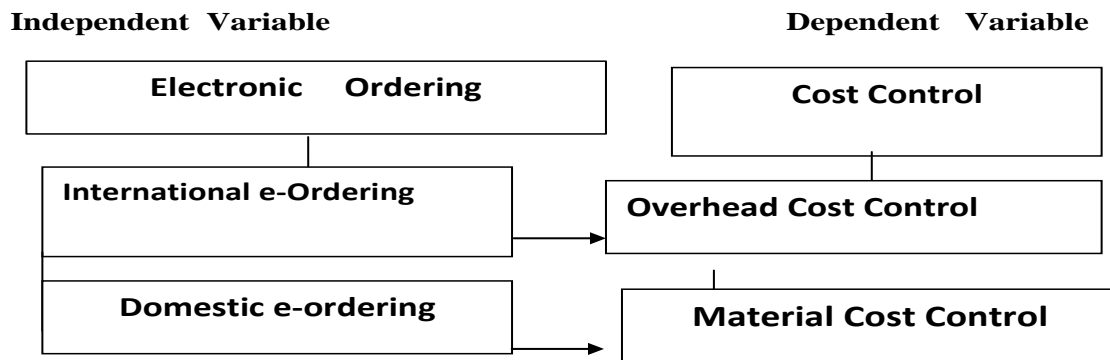 Independent Variable Dependent Variable
Electronic Ordering Cost Control
International e-Ordering Overhead Cost Control
Domestic e-ordering Material Cost Control